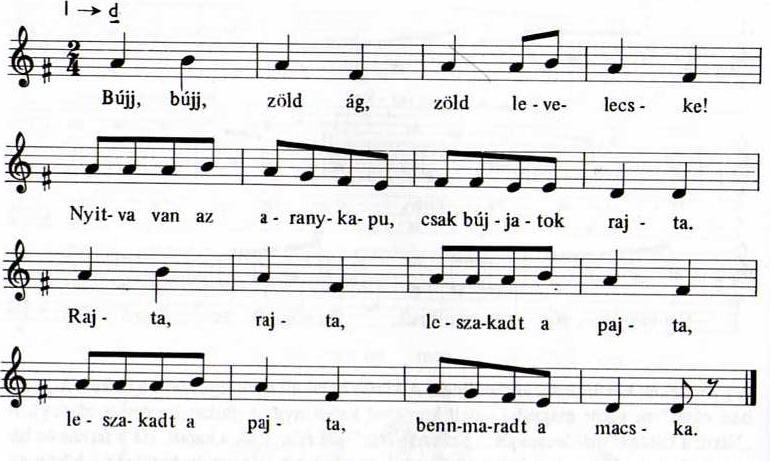 l → d
2
4
Bújj, bújj, zöld ág, zöld le - ve- lecs - ke!
Nyit- va van az a - rany- ka - pu, csak búj - ja - tok raj - ta.
Raj - ta, raj - ta, le - sza-kadt a paj - ta,
le - sza- kadt a paj - ta, benn-ma-radt a macs - ka.